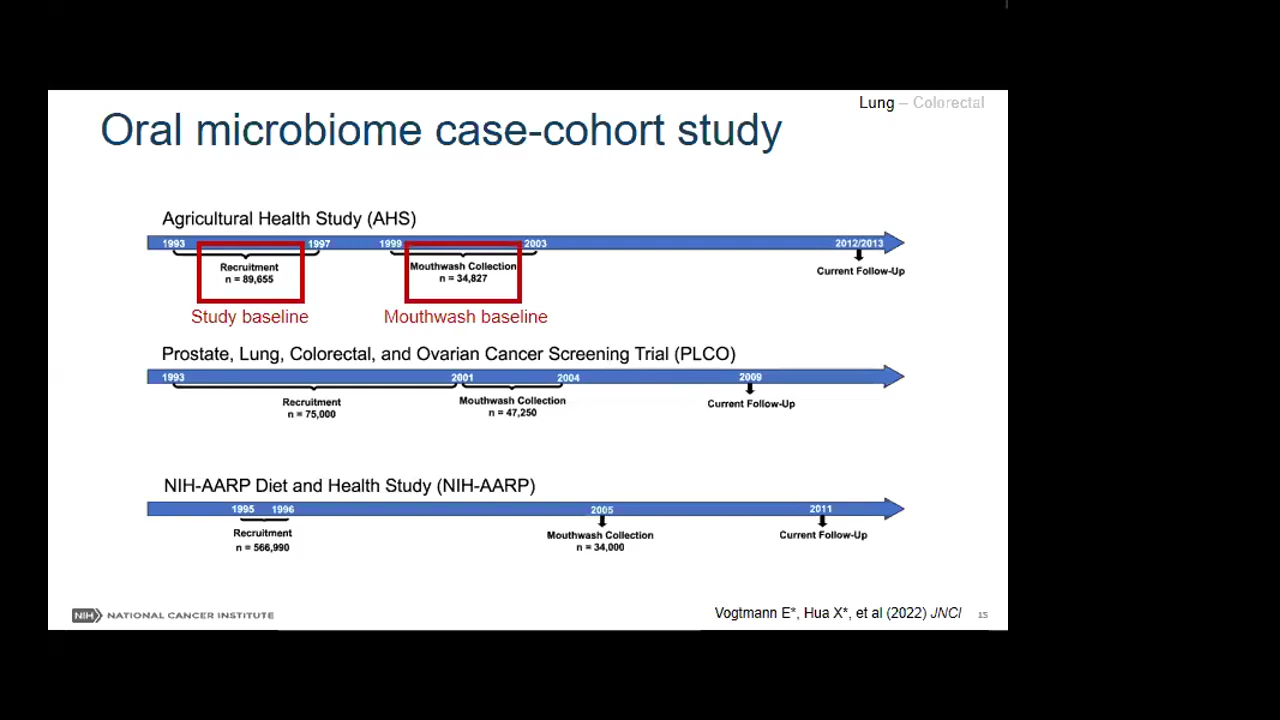 Lung – Colorectal
Oral microbiome case-cohort study
Agricultural Health Study (AHS)
1993 1997 1999 2003 2012/2013
Recruitment
n = 89,655
Mouthwash Collection
n = 34,827
Current Follow-Up
Study baseline
Mouthwash baseline
Prostate, Lung, Colorectal, and Ovarian Cancer Screening Trial (PLCO)
1993 2001 2004 2009
Recruitment
n = 75,000
Mouthwash Collection
n = 47,250
Current Follow-Up
NIH-AARP Diet and Health Study (NIH-AARP)
1995 1996 2005 2011
Recruitment
n = 566,990
Mouthwash Collection
n = 34,000
Current Follow-Up
NIH NATIONAL CANCER INSTITUTE
Vogtmann E*, Hua X*, et al (2022) JNCI
15